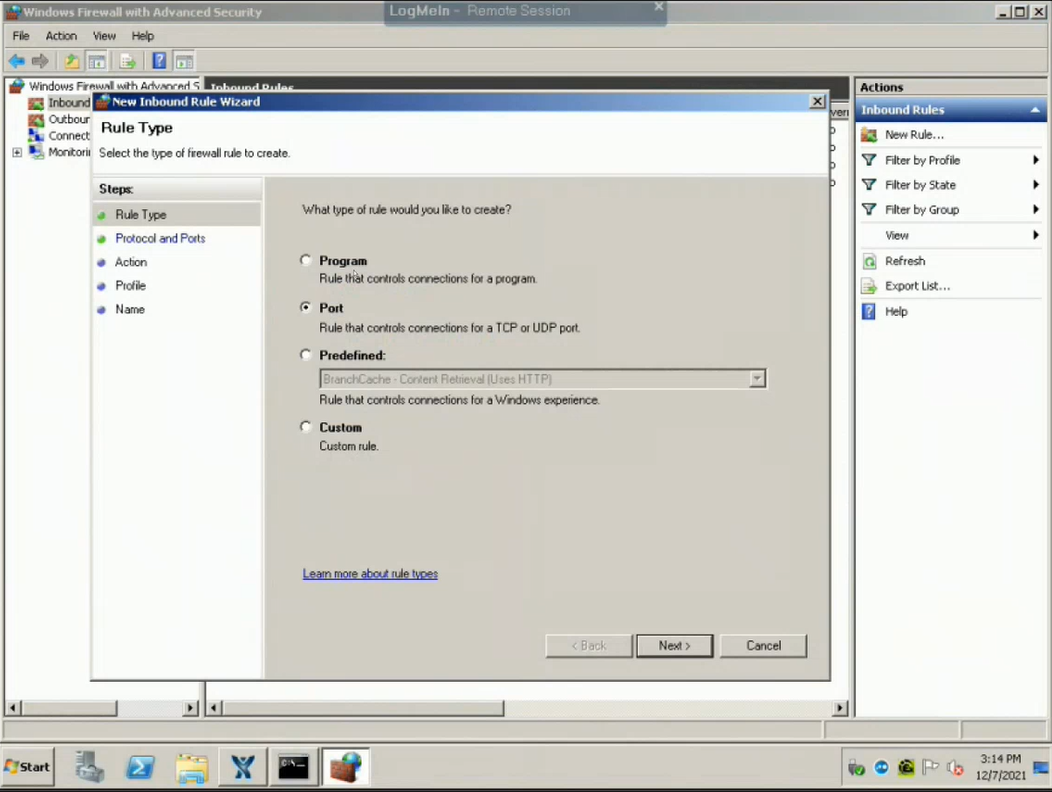 Windows Firewall with Advanced Security
LogMeIn - Remote Session
File Action View Help
Windows Firewall with Advanced S
Inbound
Outbour
Connect
Monitori
Inbound Rules
New Inbound Rule Wizard
Rule Type
Select the type of firewall rule to create.
Steps:
Rule Type
Protocol and Ports
Action
Profile
Name
What type of rule would you like to create?
Program
Rule that controls connections for a program.
Port
Rule that controls connections for a TCP or UDP port.
Predefined:
BranchCache - Content Retrieval (Uses HTTP)
Rule that controls connections for a Windows experience.
Custom
Custom rule.
Learn more about rule types
< Back
Next >
Cancel
Actions
Inbound Rules
New Rule...
Filter by Profile
Filter by State
Filter by Group
View
Refresh
Export List...
Help
Start
3:14 PM
12/7/2021